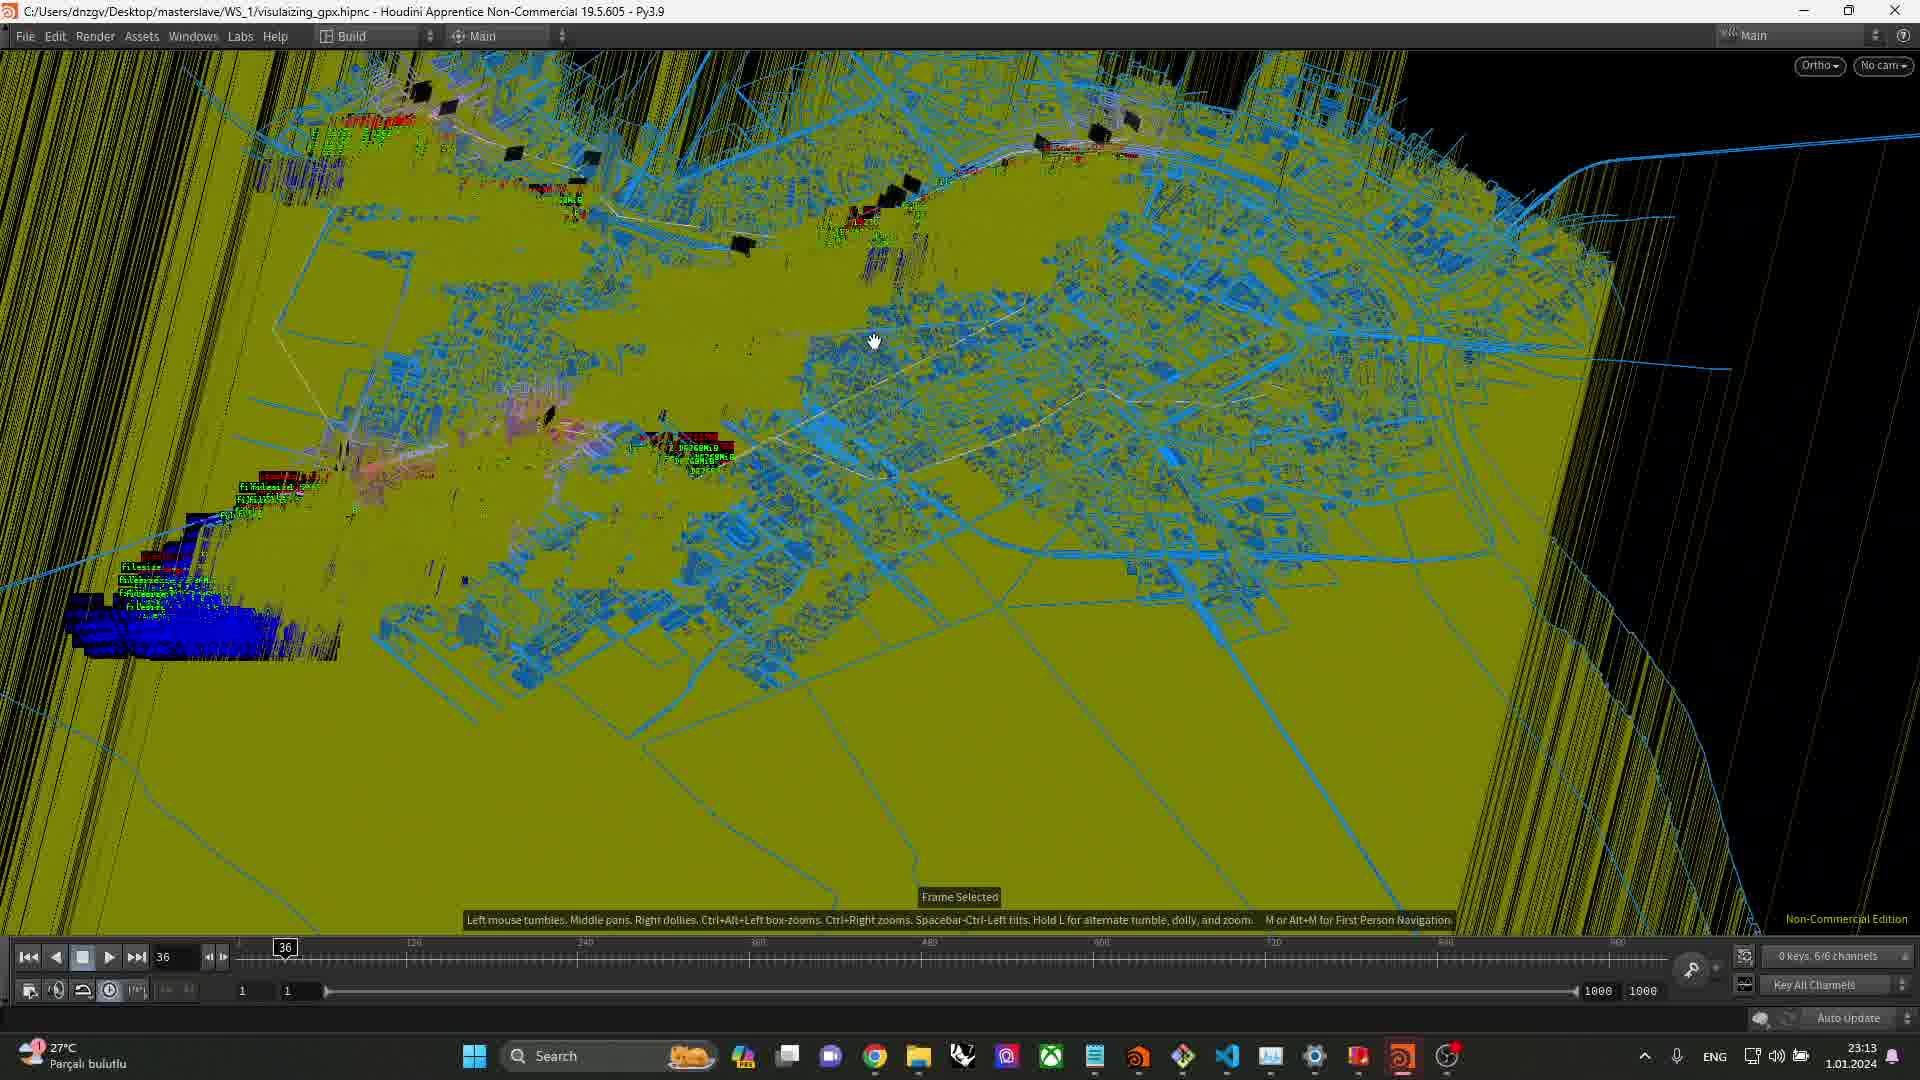 C:/Users/dnzgv/Desktop/masterslave/WS_1/visulaizing_gpx.hipnc - Houdini Apprentice Non-Commercial 19.5.605 - Py3.9
File Edit Render Assets Windows Labs Help Build Main Main
Ortho No cam
filesize
Frame Selected
Left mouse tumbles. Middle pans. Right dollies. Ctrl+Alt+Left box-zooms. Ctrl+Right zooms. Spacebar-Ctrl-Left tilts. Hold L for alternate tumble, dolly, and zoom. M or Alt+M for First Person Navigation
Non-Commercial Edition
36 1 36 120 240 360 480 600 720 840 960 0 keys, 6/6 channels
1 1 1000 1000 Key All Channels
Auto Update
27°C
Parçalı bulutlu
Search
ENG
23:13
1.01.2024